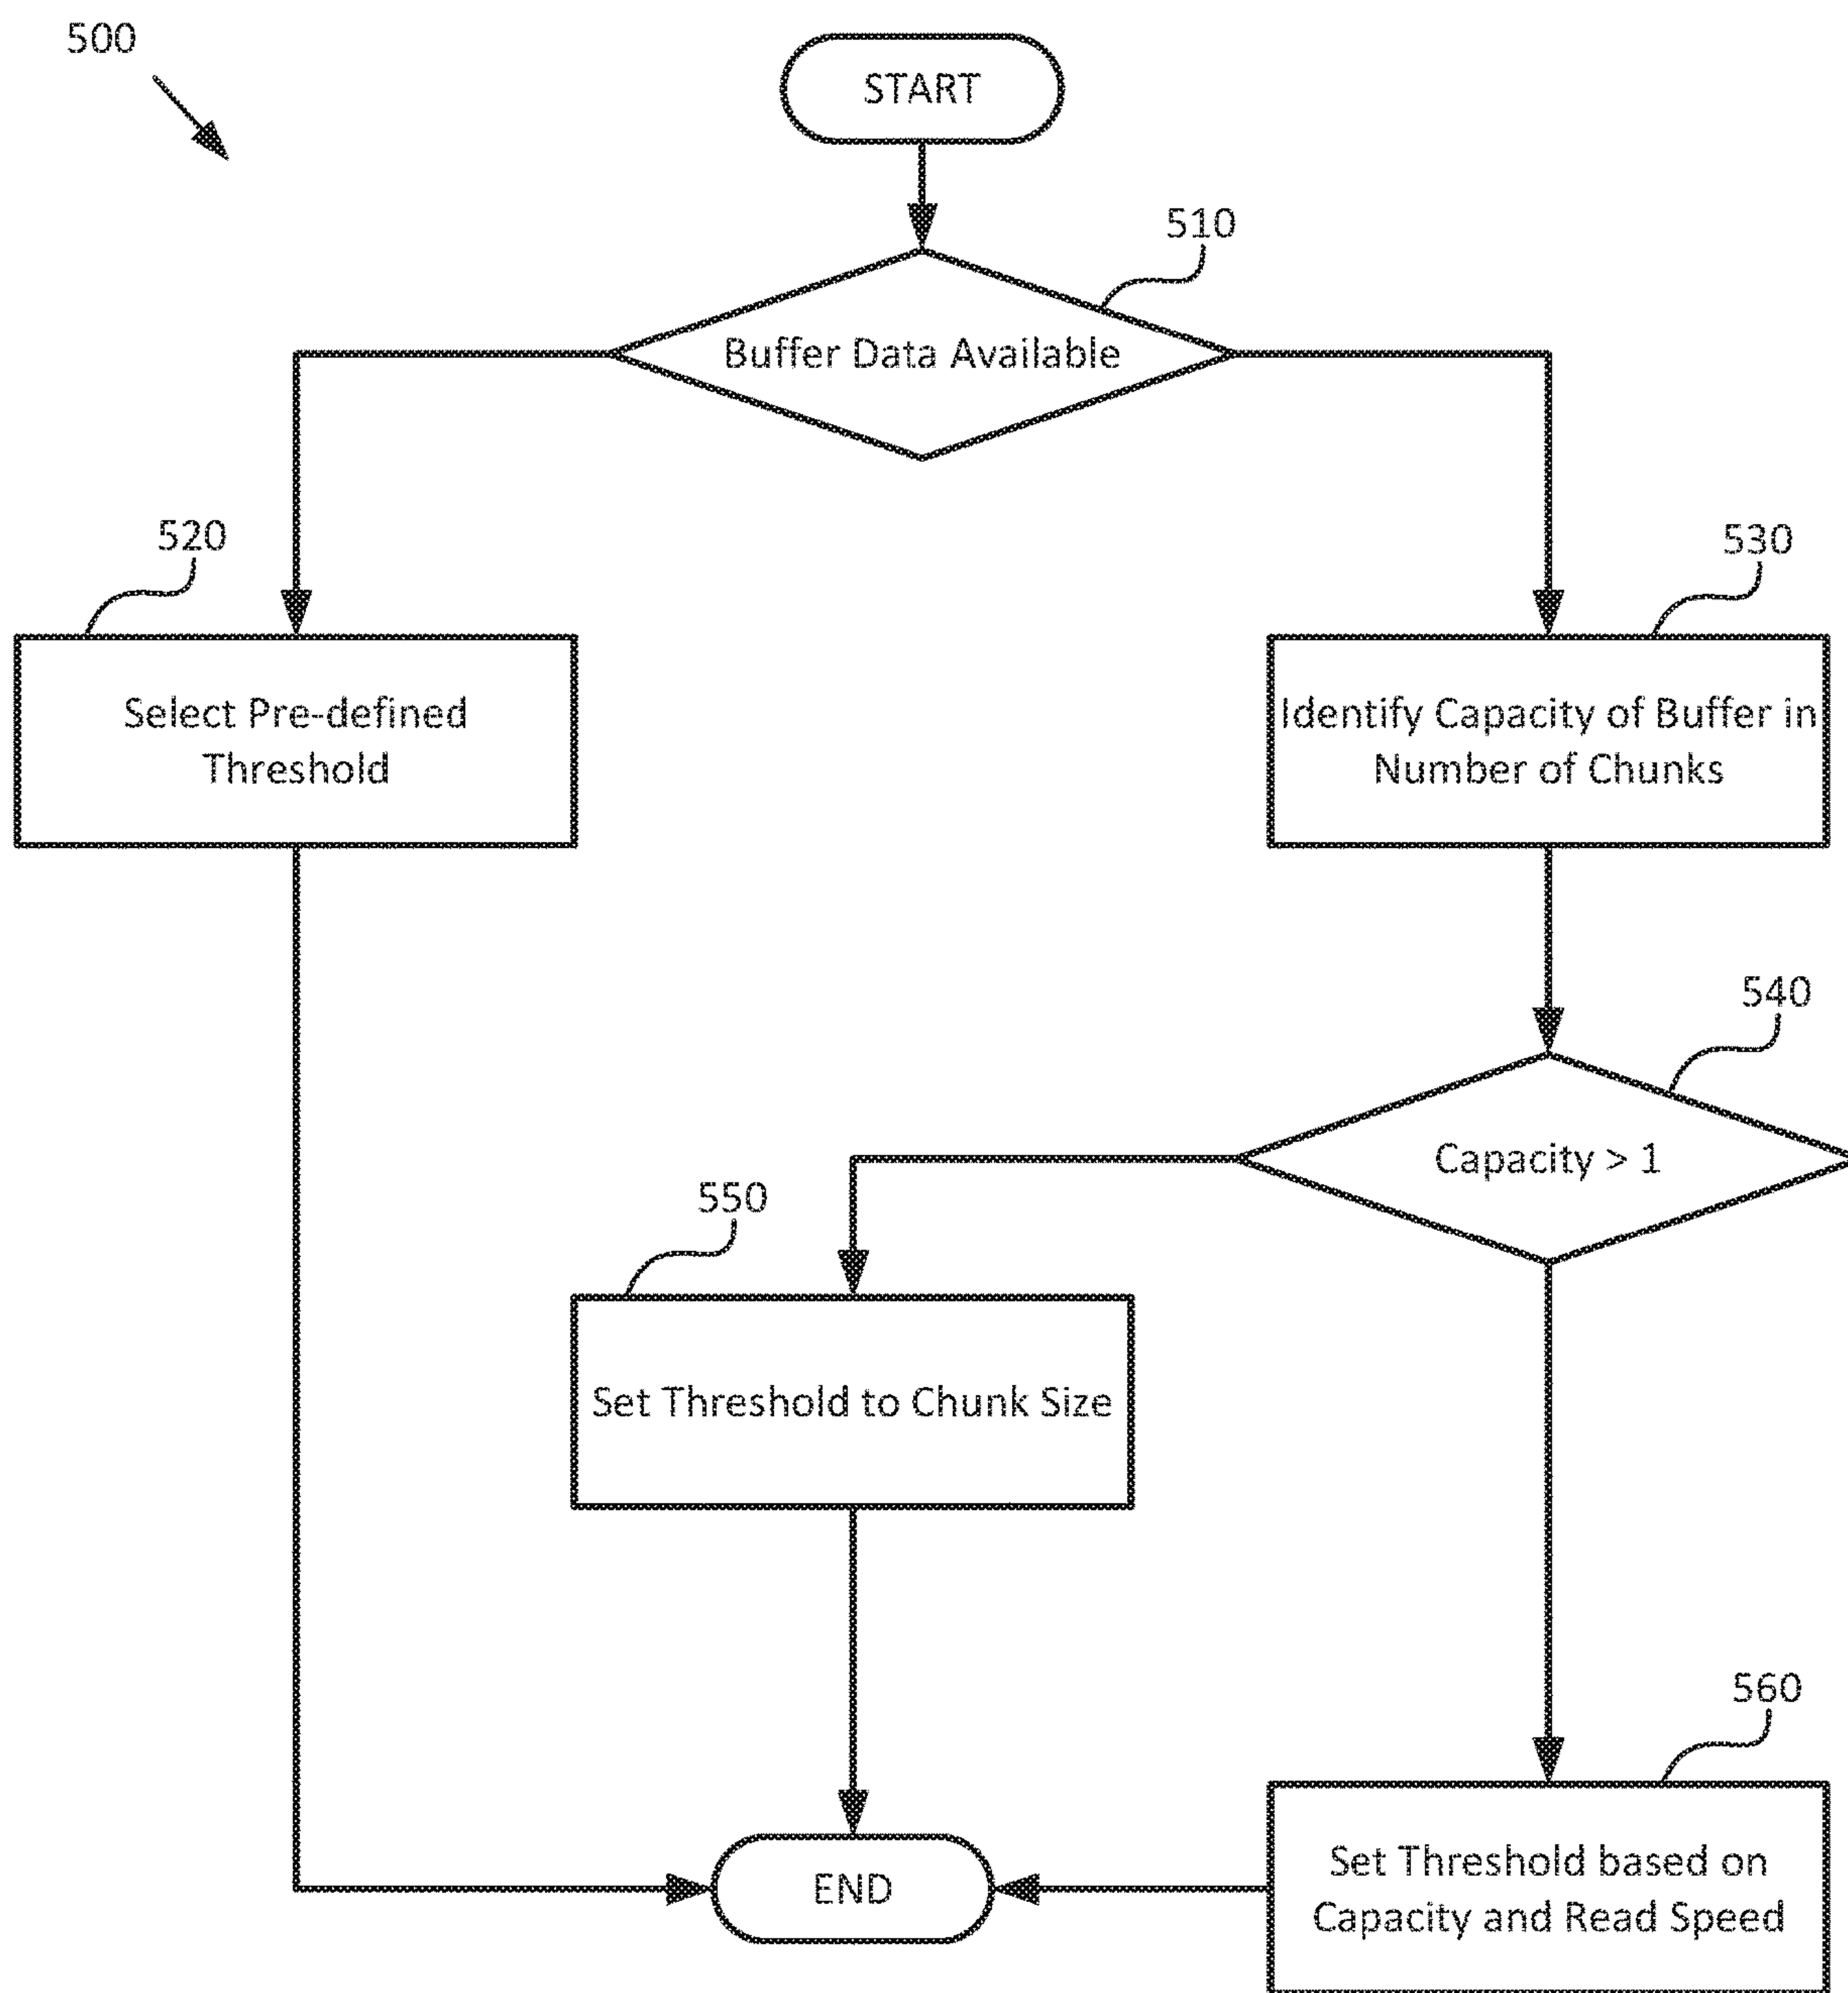 500
START
510
Buffer Data Available
520
530
Select Pre-defined
Threshold
Identify Capacity of Buffer in
Number of Chunks
540
Capacity > 1
550
Set Threshold to Chunk Size
560
Set Threshold based on
Capacity and Read Speed
END